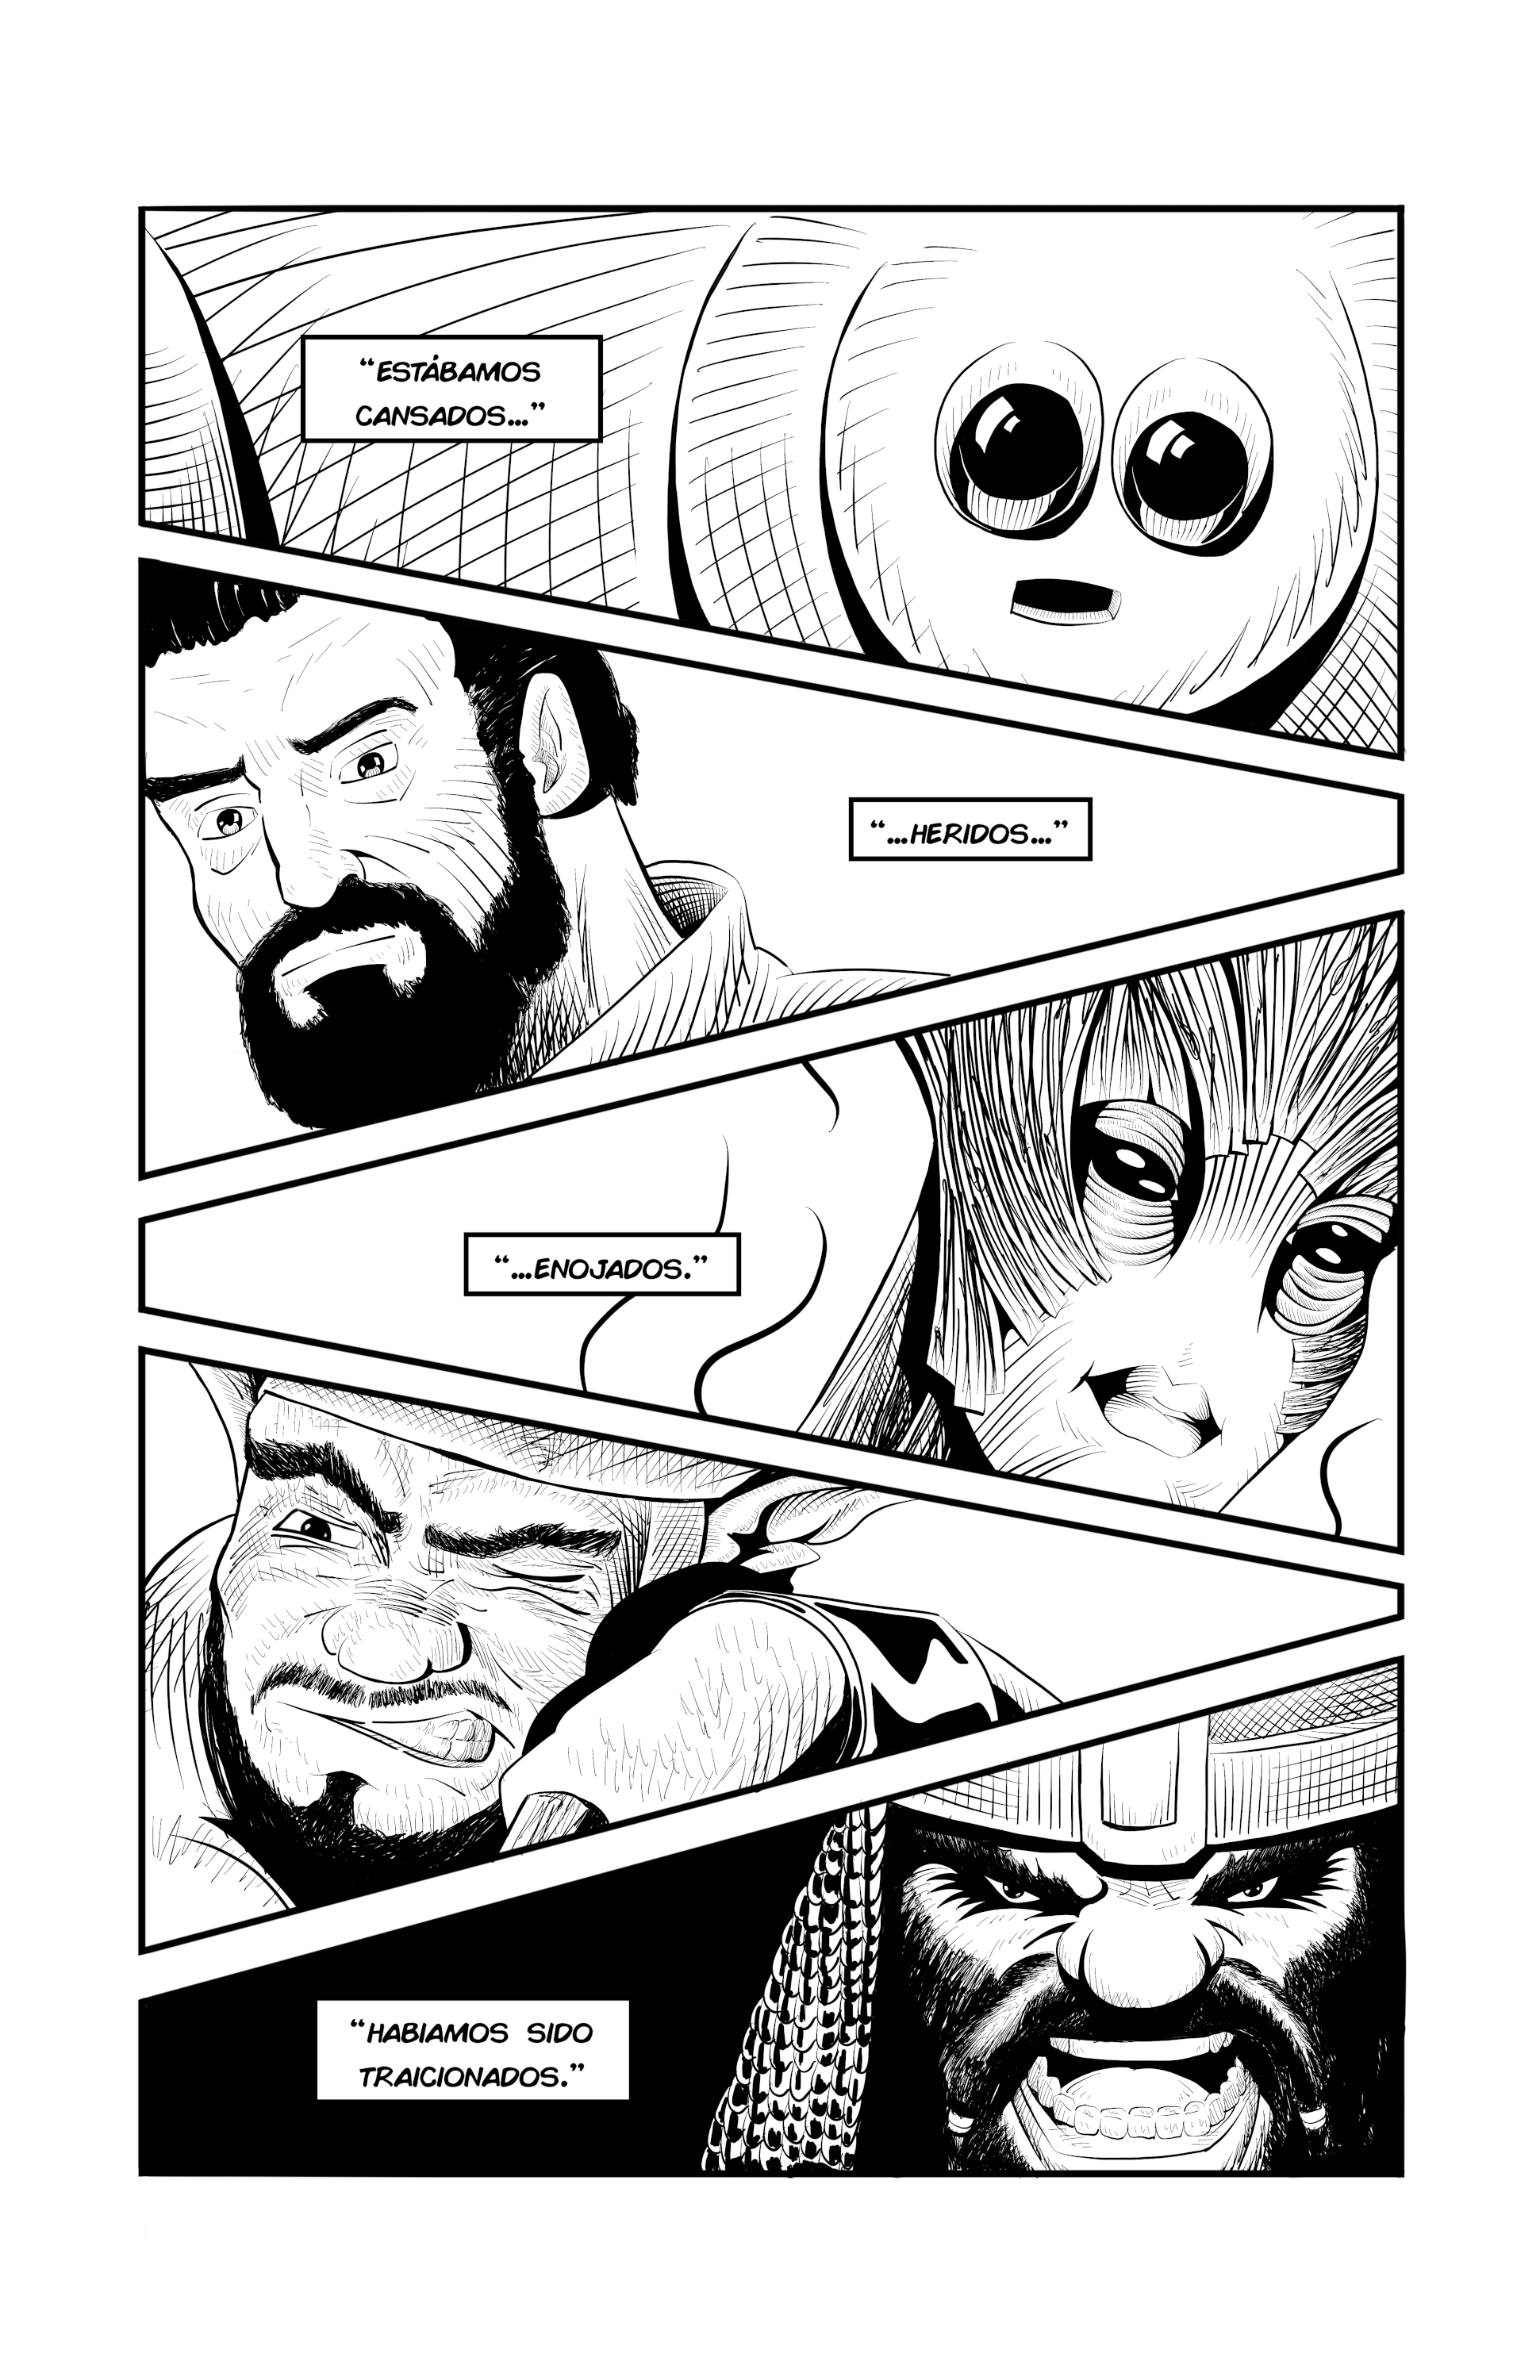 “ESTÁBAMOS
CANSADOS...”
“...HERIDOS...”
“...ENOJADOS.”
“HABIAMOS SIDO
TRAICIONADOS.”